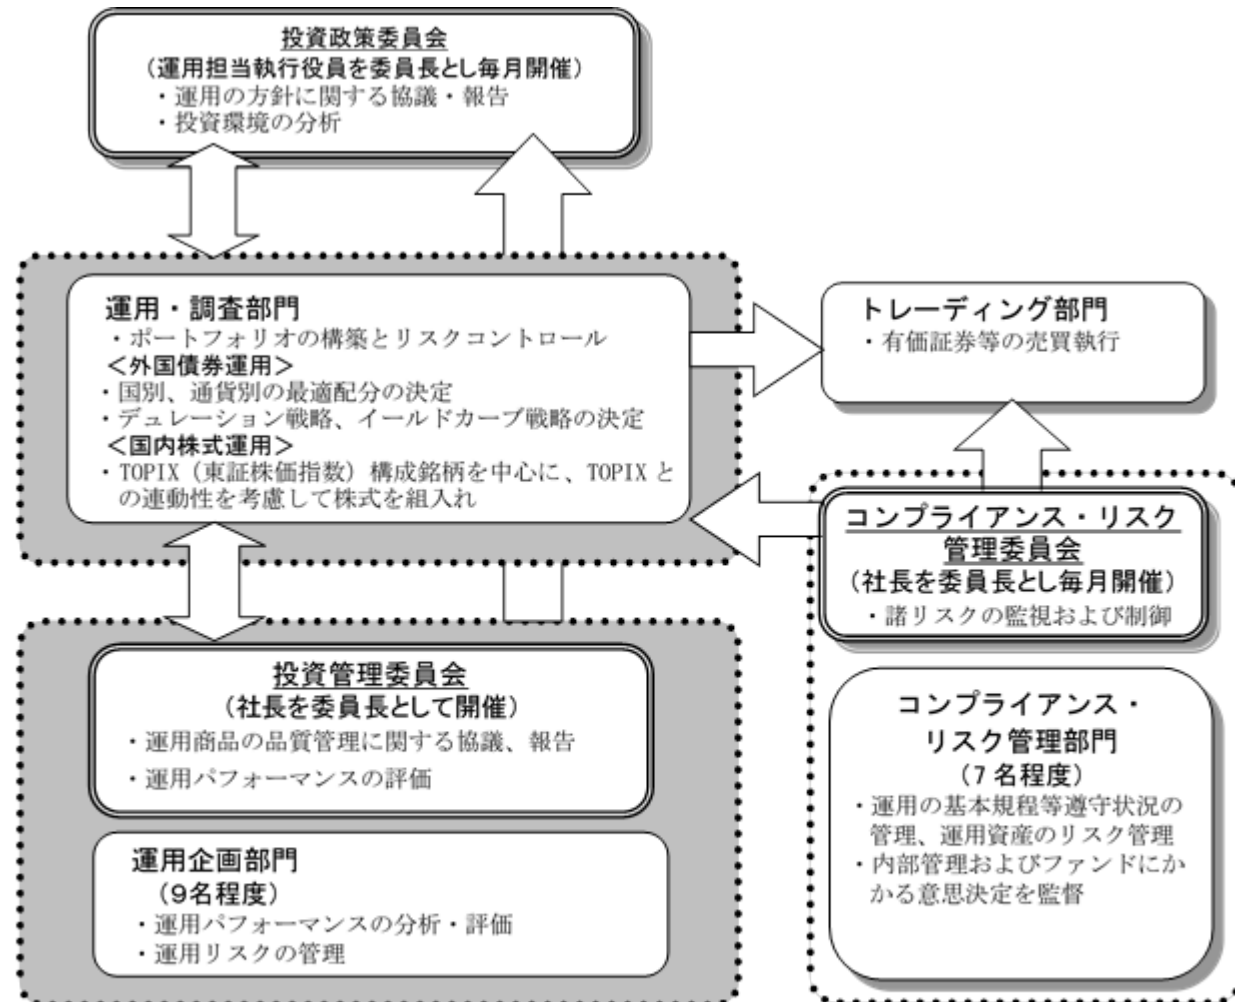 投資政策委員会
(運用担当執行役員を委員長とし毎月開催)
・運用の方針に関する協議・報告
・投資環境の分析
運用・調査部門
・ポートフォリオの構築とリスクコントロール
＜外国債券運用＞
・国別、通貨別の最適配分の決定
・デュレーション戦略、イールドカーブ戦略の決定
＜国内株式運用＞
・TOPIX（東証株価指数）構成銘柄を中心に、TOPIX と
の連動性を考慮して株式を組入れ
トレーディング部門
・有価証券等の売買執行
コンプライアンス・リスク
管理委員会
(社長を委員長とし毎月開催)
・諸リスクの監視および制御
投資管理委員会
(社長を委員長として開催)
・運用商品の品質管理に関する協議、報告
・運用パフォーマンスの評価
運用企画部門
(９名程度)
・運用パフォーマンスの分析・評価
・運用リスクの管理
コンプライアンス・
リスク管理部門
(７名程度)
・運用の基本規程等遵守状況の
管理、運用資産のリスク管理
・内部管理およびファンドにか
かる意思決定を監督